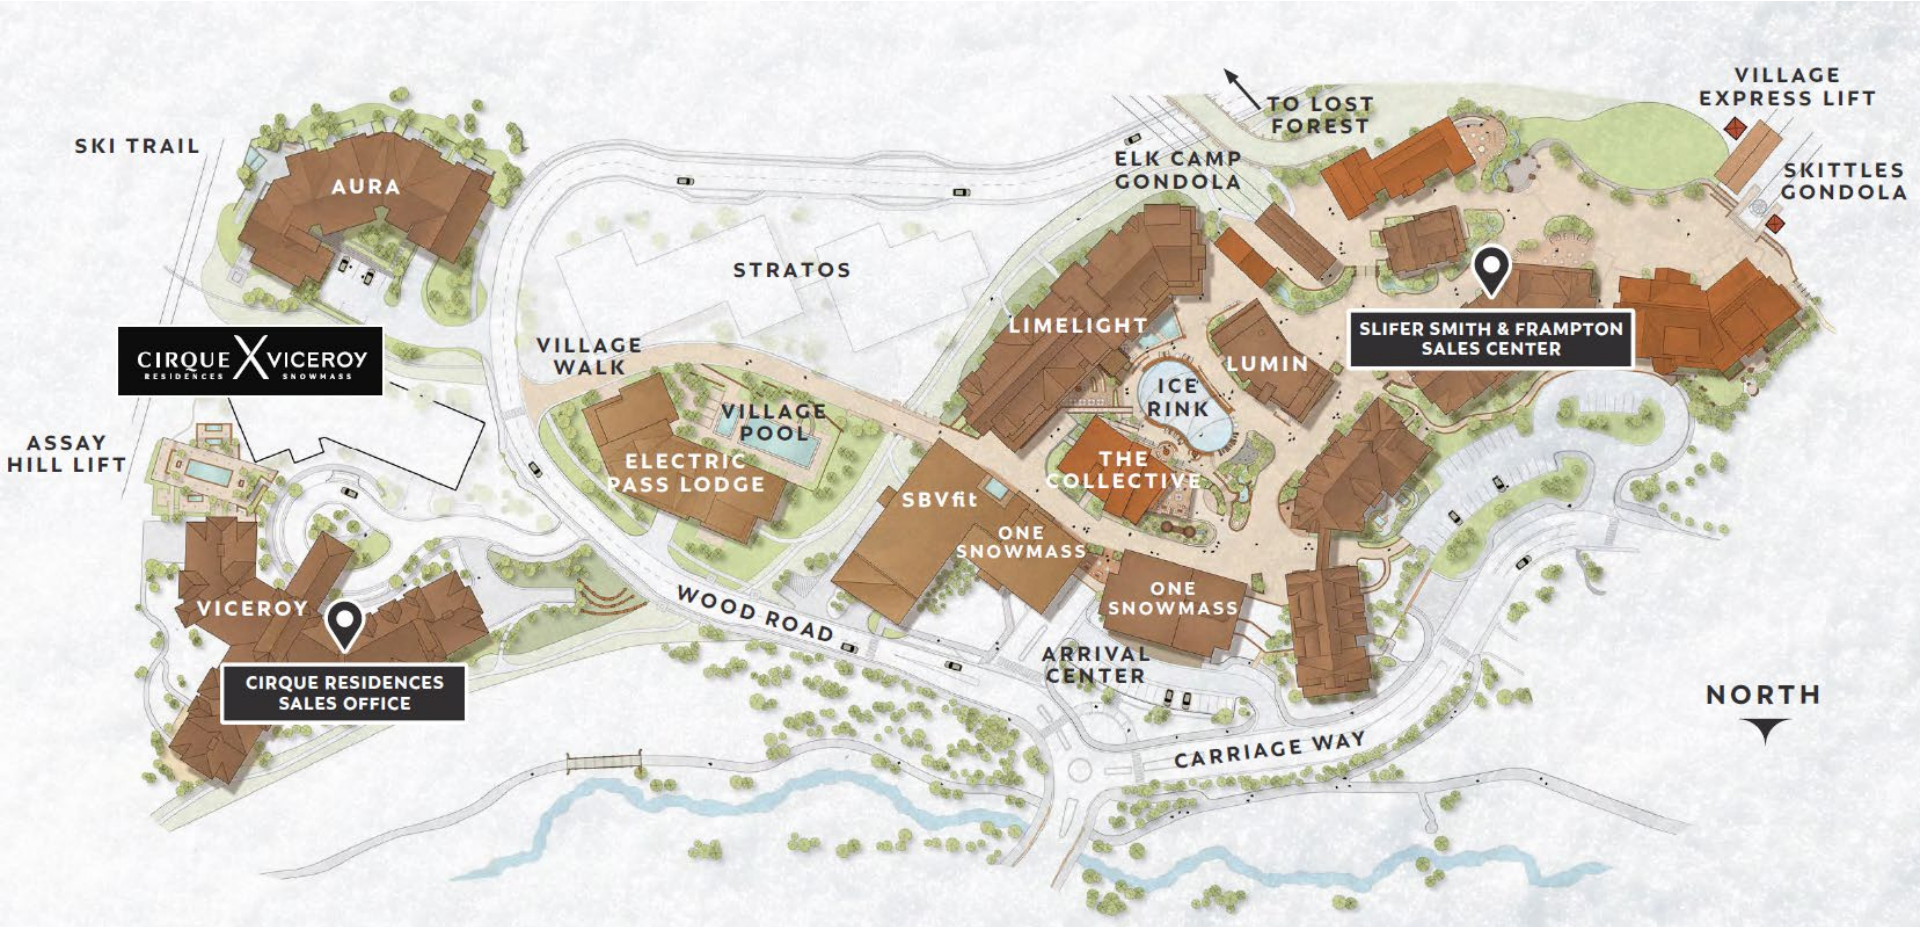 VILLAGE
EXPRESS LIFT
TO LOST
FOREST
SKI TRAIL
ELK CAMP
GONDOLA
SKITTLES
GONDOLA
AURA
STRATOS
LIMELIGHT
SLIFER SMITH & FRAMPTON
SALES CENTER
VILLAGE
WALK
CIRQUE X VICEROY
RESIDENCES SNOWMASS
LUMIN
ICE
RINK
VILLAGE
POOL
ASSAY
HILL LIFT
ELECTRIC
PASS LODGE
THE
COLLECTIVE
SBVfit
ONE
SNOWMASS
ONE
SNOWMASS
VICEROY
WOOD ROAD
ARRIVAL
CENTER
CIRQUE RESIDENCES
SALES OFFICE
NORTH
CARRIAGE WAY